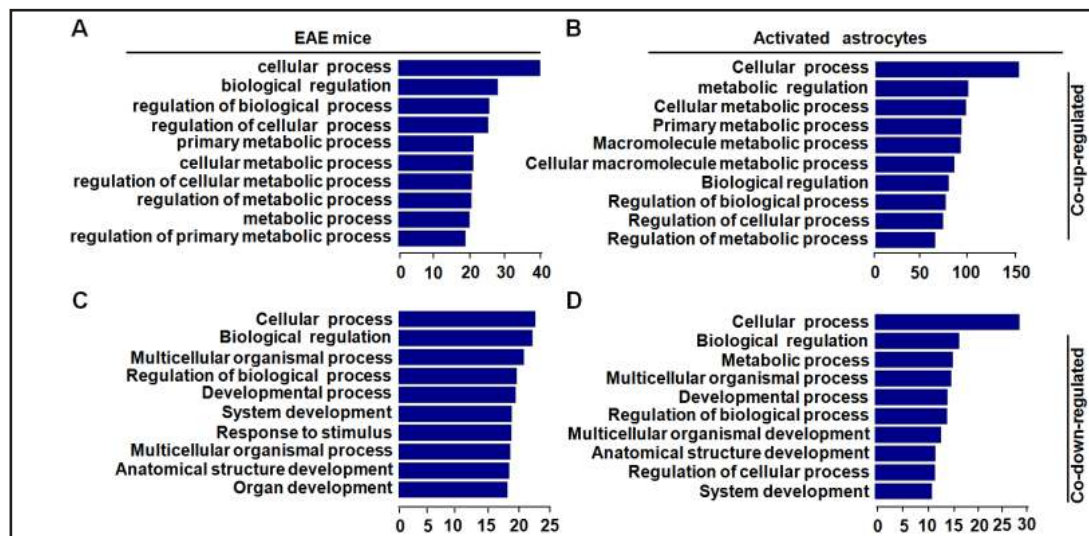 A
EAE mice
cellular process
biological regulation
regulation of biological process
regulation of cellular process
primary metabolic process
cellular metabolic process
regulation of cellular metabolic process
regulation of metabolic process
metabolic process
regulation of primary metabolic process
0 10 20 30 40
B
Activated astrocytes
Cellular process
metabolic regulation
Cellular metabolic process
Primary metabolic process
Macromolecule metabolic process
Cellular macromolecule metabolic process
Biological regulation
Regulation of biological process
Regulation of cellular process
Regulation of metabolic process
0 50 100 150
Co-up-regulated
C
Cellular process
Biological regulation
Multicellular organismal process
Regulation of biological process
Developmental process
System development
Response to stimulus
Multicellular organismal process
Anatomical structure development
Organ development
0 5 10 15 20 25
D
Cellular process
Biological regulation
Metabolic process
Multicellular organismal process
Developmental process
Regulation of biological process
Multicellular organismal development
Anatomical structure development
Regulation of cellular process
System development
0 5 10 15 20 25 30
Co-down-regulated